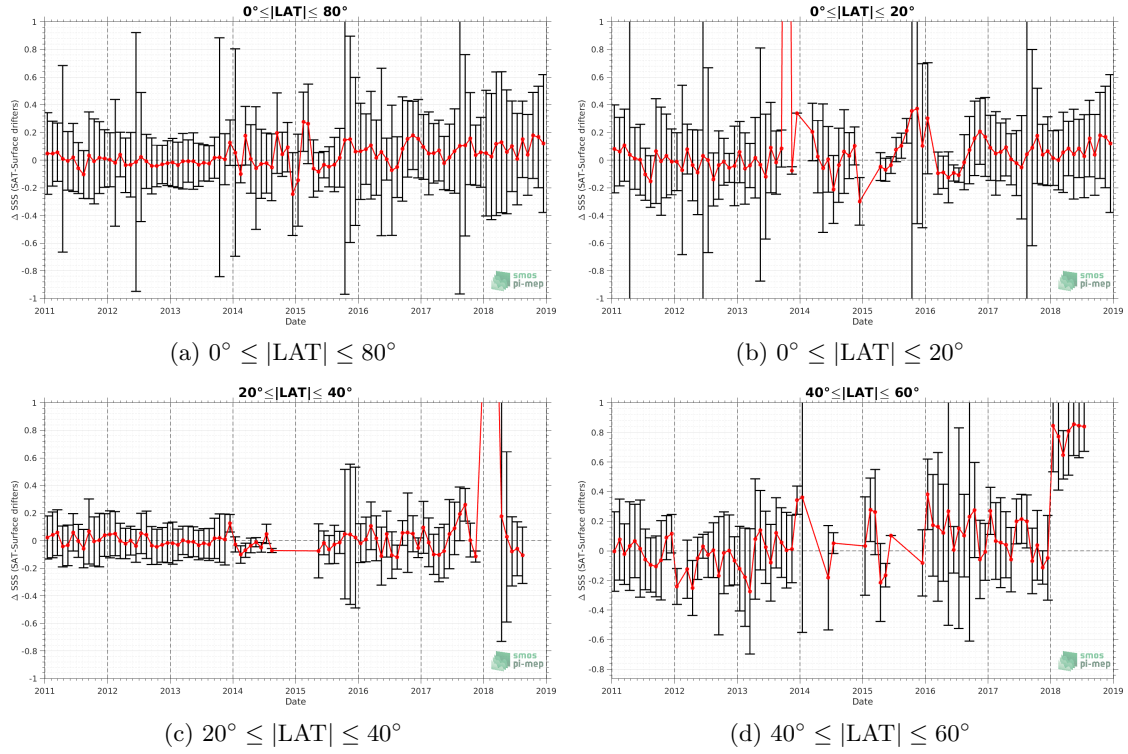 0°≤|LAT|≤ 80°
Δ SSS (SAT-Surface drifters)
1
0.8
0.6
0.4
0.2
0
-0.2
-0.4
-0.6
-0.8
-1
2011 2012 2013 2014 2015 2016 2017 2018 2019
Date
smos
pi-mep
(a) 0° ≤ |LAT| ≤ 80°
0°≤|LAT|≤ 20°
Δ SSS (SAT-Surface drifters)
1
0.8
0.6
0.4
0.2
0
-0.2
-0.4
-0.6
-0.8
-1
2011 2012 2013 2014 2015 2016 2017 2018 2019
Date
smos
pi-mep
(b) 0° ≤ |LAT| ≤ 20°
20°≤|LAT|≤ 40°
Δ SSS (SAT-Surface drifters)
1
0.8
0.6
0.4
0.2
0
-0.2
-0.4
-0.6
-0.8
-1
2011 2012 2013 2014 2015 2016 2017 2018 2019
Date
smos
pi-mep
(c) 20° ≤ |LAT| ≤ 40°
40°≤|LAT|≤ 60°
Δ SSS (SAT-Surface drifters)
1
0.8
0.6
0.4
0.2
0
-0.2
-0.4
-0.6
-0.8
2011 2012 2013 2014 2015 2016 2017 2018 2019
Date
smos
pi-mep
(d) 40° ≤ |LAT| ≤ 60°